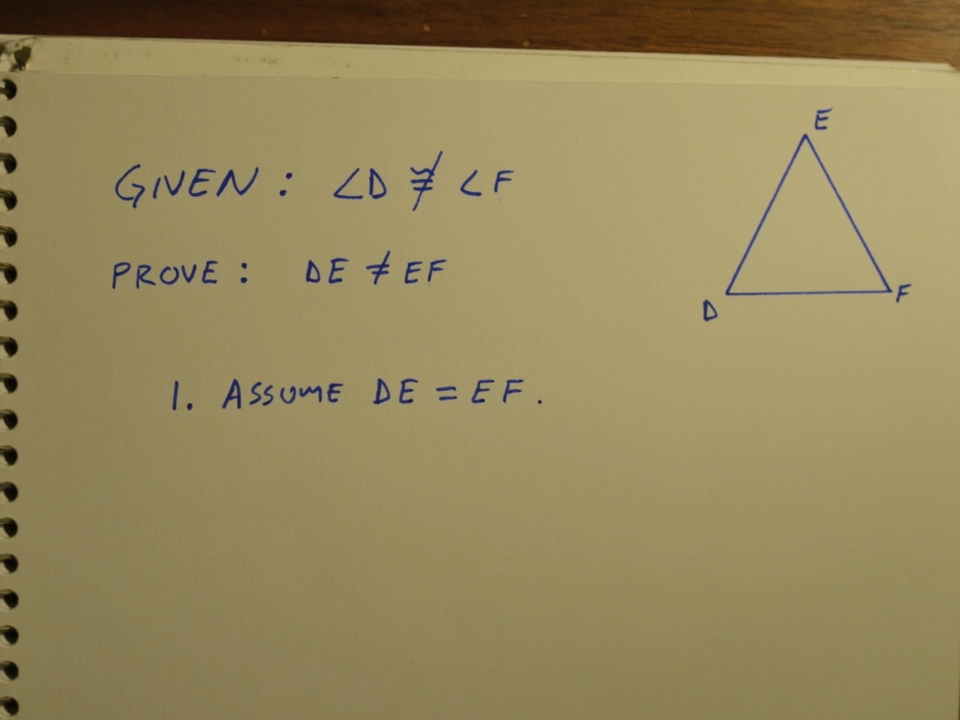 GIVEN: ∠D ≇ ∠F
PROVE: DE ≠ EF
1. ASSUME DE = EF.
E
D
F